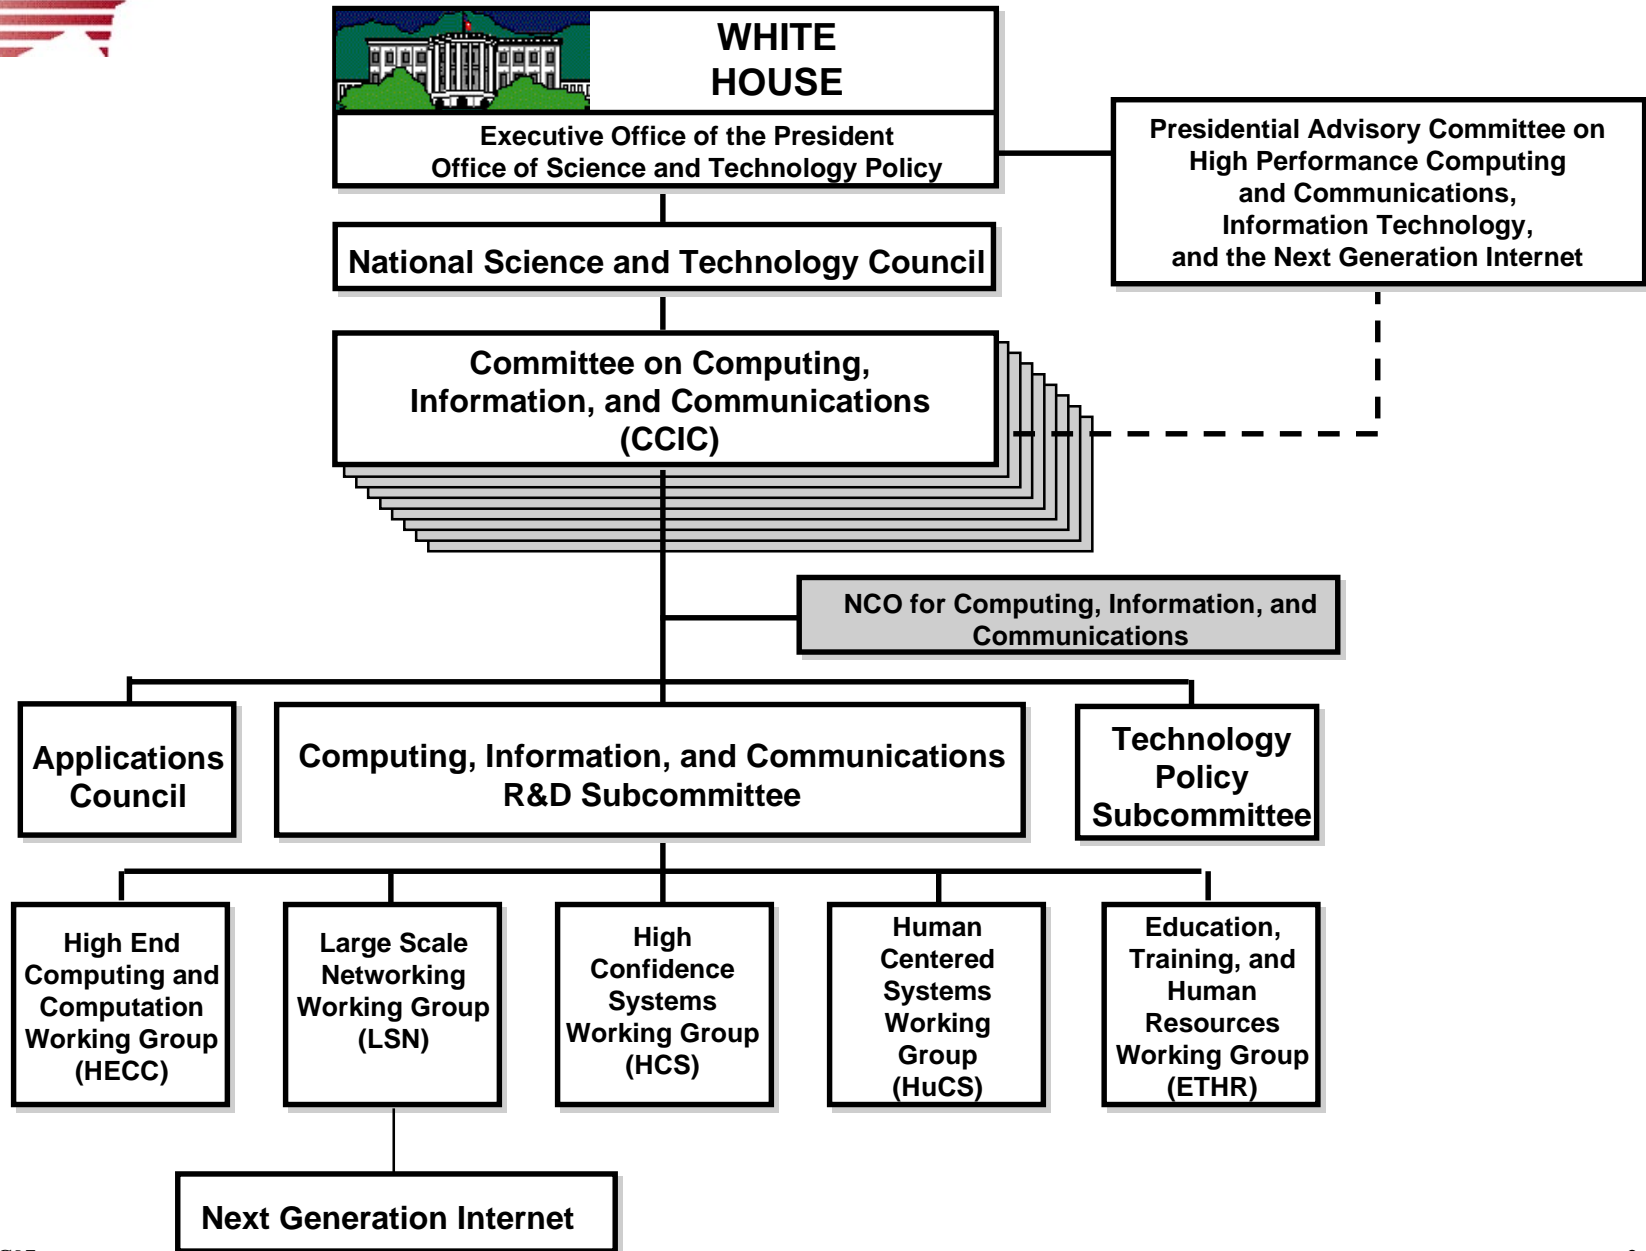 WHITE
HOUSE
Executive Office of the President
Office of Science and Technology Policy
Presidential Advisory Committee on
High Performance Computing
and Communications,
Information Technology,
and the Next Generation Internet
National Science and Technology Council
Committee on Computing,
Information, and Communications
(CCIC)
NCO for Computing, Information, and
Communications
Applications
Council
Computing, Information, and Communications
R&D Subcommittee
Technology
Policy
Subcommittee
High End
Computing and
Computation
Working Group
(HECC)
Large Scale
Networking
Working Group
(LSN)
High
Confidence
Systems
Working Group
(HCS)
Human
Centered
Systems
Working
Group
(HuCS)
Education,
Training, and
Human
Resources
Working Group
(ETHR)
Next Generation Internet